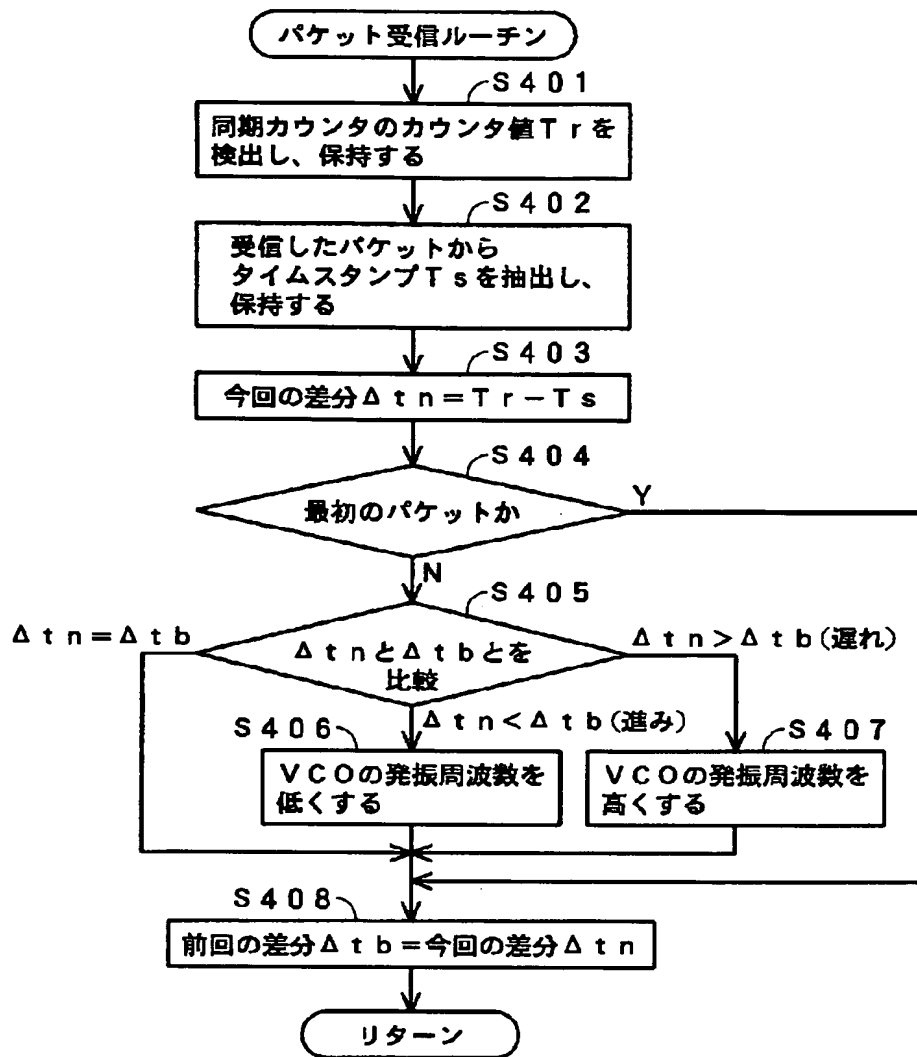 パケット受信ルーチン
S401
同期カウンタのカウンタ値Trを
検出し、保持する
S402
受信したパケットから
タイムスタンプTsを抽出し、
保持する
S403
今回の差分Δtn=Tr-Ts
S404
最初のパケットか
Y
N
S405
Δtn=Δtb
ΔtnとΔtbとを
比較
Δtn>Δtb(遅れ)
Δtn<Δtb(進み)
S406
VCOの発振周波数を
低くする
S407
VCOの発振周波数を
高くする
S408
前回の差分Δtb=今回の差分Δtn
リターン